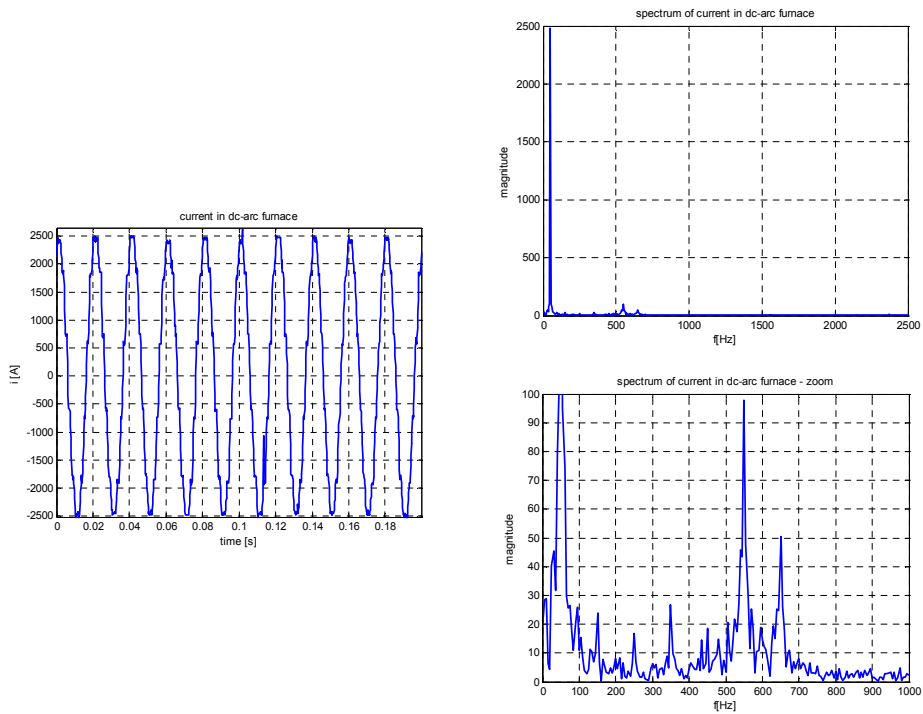 current in dc-arc furnace
2500
2000
1500
1000
500
0
-500
-1000
-1500
-2000
-2500
i [A]
0 0.02 0.04 0.06 0.08 0.1 0.12 0.14 0.16 0.18
time [s]
spectrum of current in dc-arc furnace
2500
2000
1500
1000
500
0
magnitude
0 500 1000 1500 2000 2500
f[Hz]
spectrum of current in dc-arc furnace - zoom
100
90
80
70
60
50
40
30
20
10
0
magnitude
0 100 200 300 400 500 600 700 800 900 1000
f[Hz]